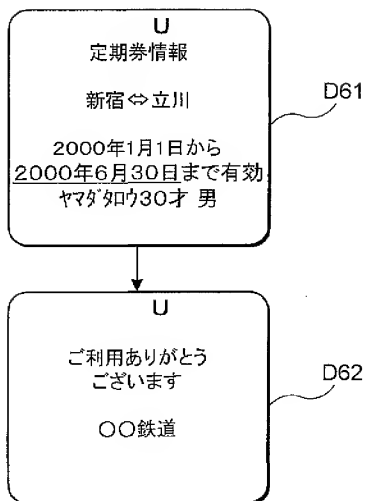 U
定期券情報
新宿⇔立川
2000年1月1日から
2000年6月30日まで有効
ヤマダタロウ30才 男
D61
U
ご利用ありがとう
ございます
○○鉄道
D62